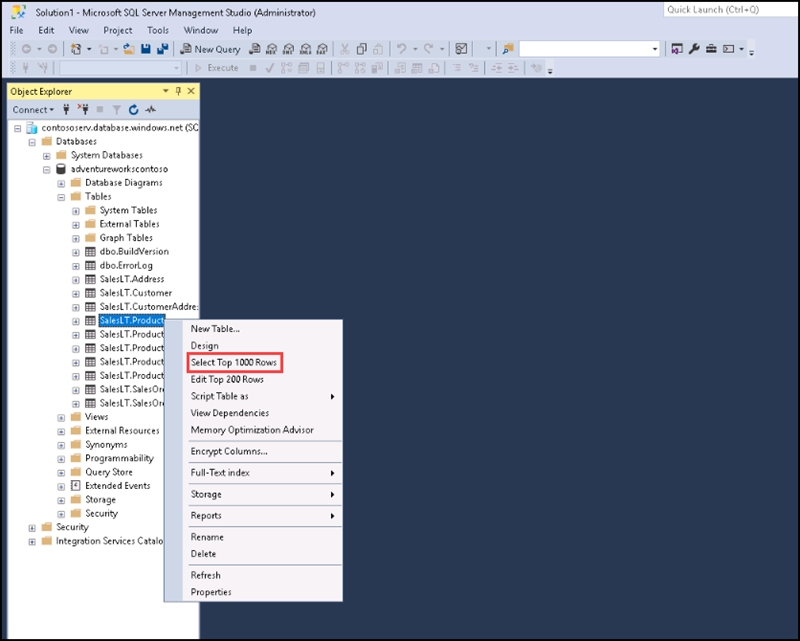 Solution1 - Microsoft SQL Server Management Studio (Administrator)
Quick Launch (Ctrl+Q)
File Edit View Project Tools Window Help
New Query
Execute
Object Explorer
Connect
contososerv.database.windows.net (SQ
Databases
System Databases
adventureworkscontoso
Database Diagrams
Tables
System Tables
External Tables
Graph Tables
dbo.BuildVersion
dbo.ErrorLog
SalesLT.Address
SalesLT.Customer
SalesLT.CustomerAddre
SalesLT.Product
SalesLT.Product
SalesLT.Product
SalesLT.Product
SalesLT.Product
SalesLT.SalesOr
SalesLT.SalesOr
Views
External Resources
Synonyms
Programmability
Query Store
Extended Events
Storage
Security
Security
Integration Services Catalo
New Table...
Design
Select Top 1000 Rows
Edit Top 200 Rows
Script Table as
View Dependencies
Memory Optimization Advisor
Encrypt Columns...
Full-Text index
Storage
Reports
Rename
Delete
Refresh
Properties